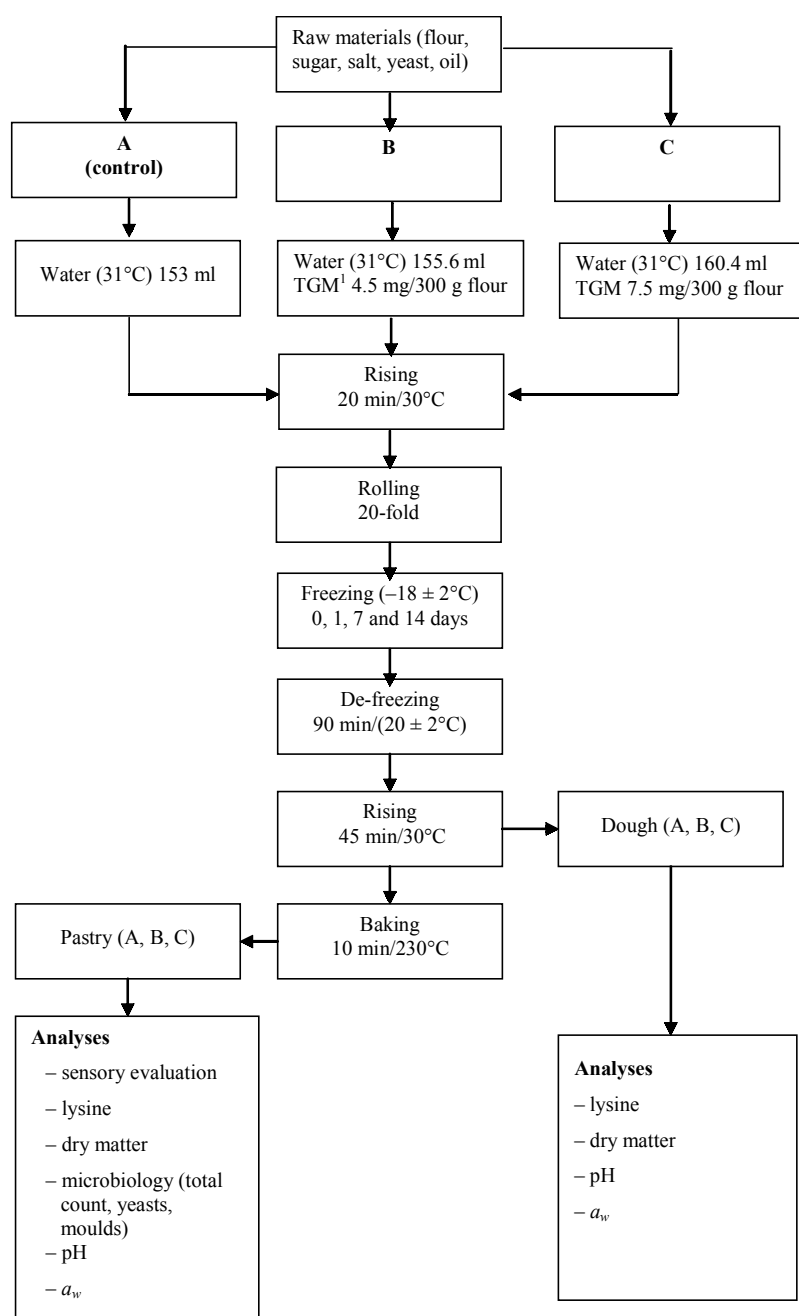 Raw materials (flour,
sugar, salt, yeast, oil)
A
(control)
B
C
Water (31°C) 153 ml
Water (31°C) 155.6 ml
TGM¹ 4.5 mg/300 g flour
Water (31°C) 160.4 ml
TGM 7.5 mg/300 g flour
Rising
20 min/30°C
Rolling
20-fold
Freezing (–18 ± 2°C)
0, 1, 7 and 14 days
De-freezing
90 min/(20 ± 2°C)
Rising
45 min/30°C
Dough (A, B, C)
Baking
10 min/230°C
Pastry (A, B, C)
Analyses
– sensory evaluation
– lysine
– dry matter
– microbiology (total
count, yeasts,
moulds)
– pH
– a_w
Analyses
– lysine
– dry matter
– pH
– a_w